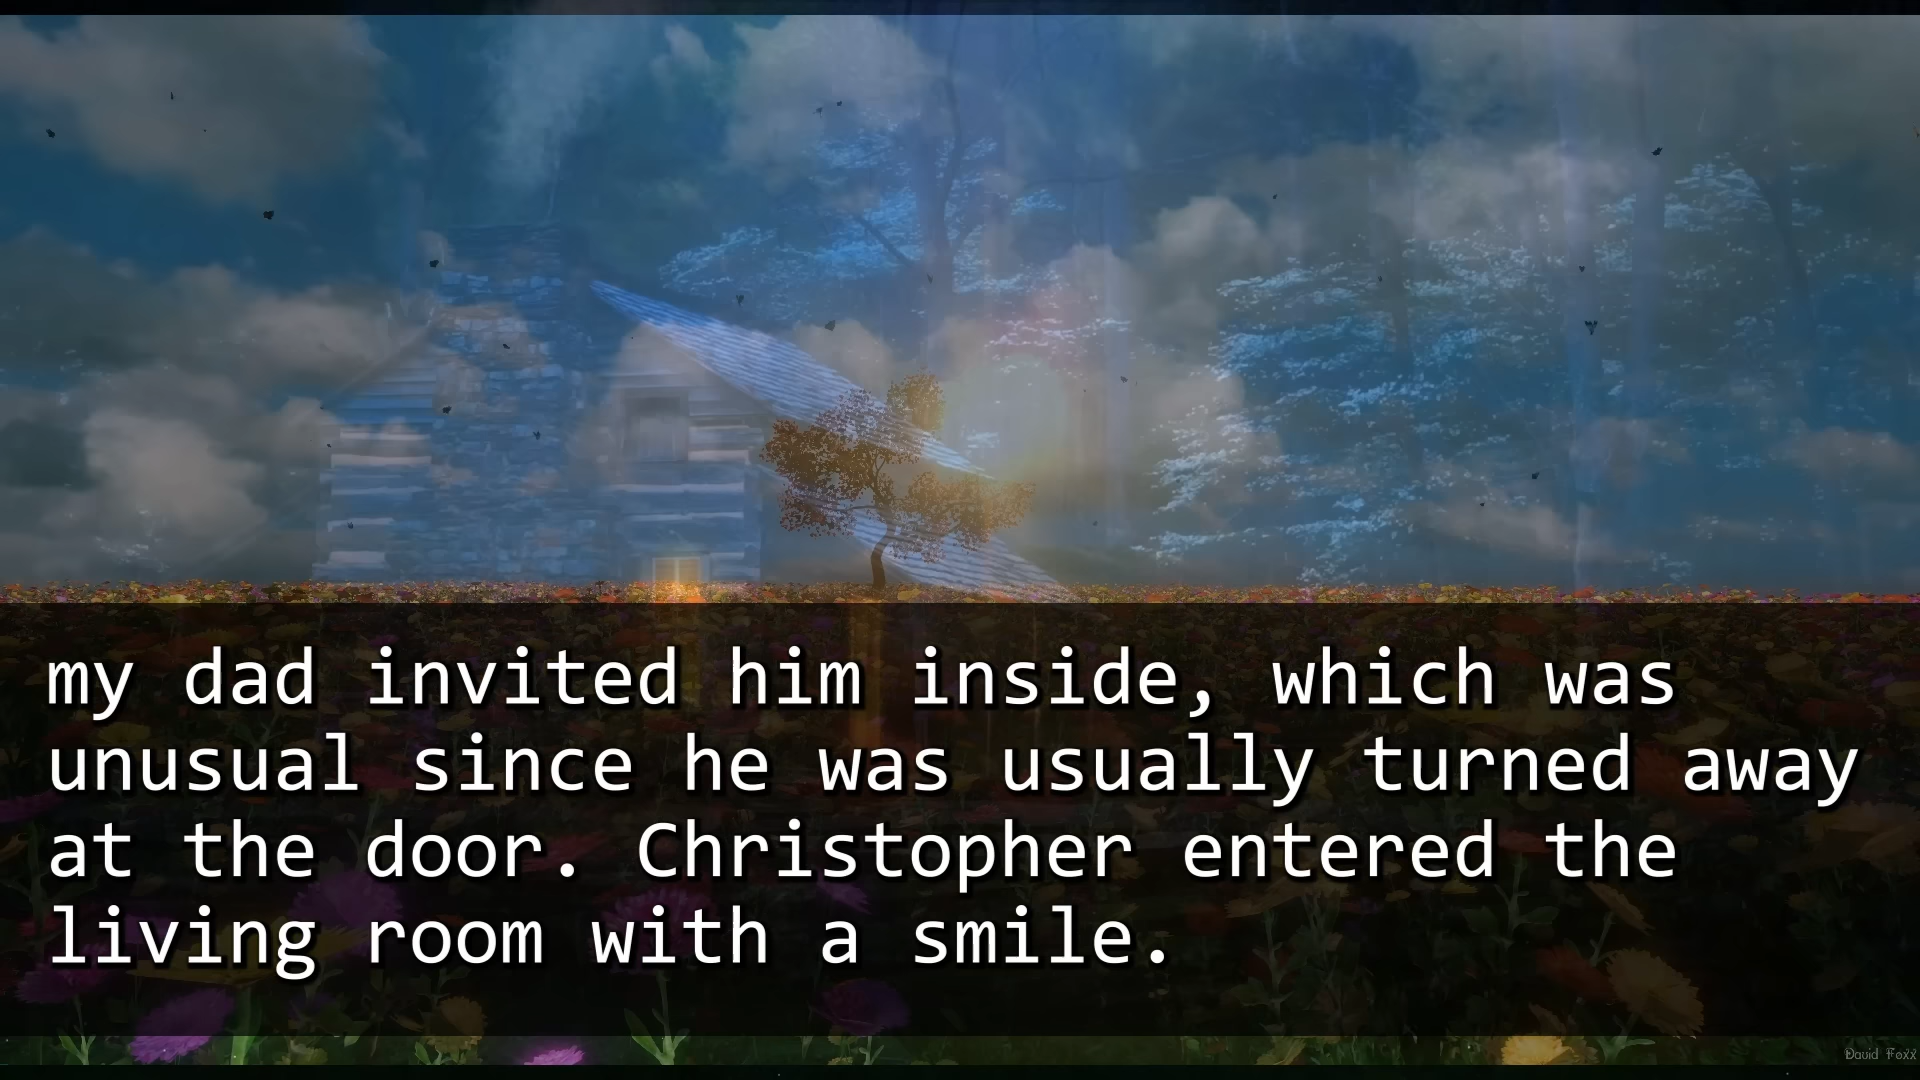 my dad invited him inside, which was
unusual since he was usually turned away
at the door. Christopher entered the
living room with a smile.
David Foxx